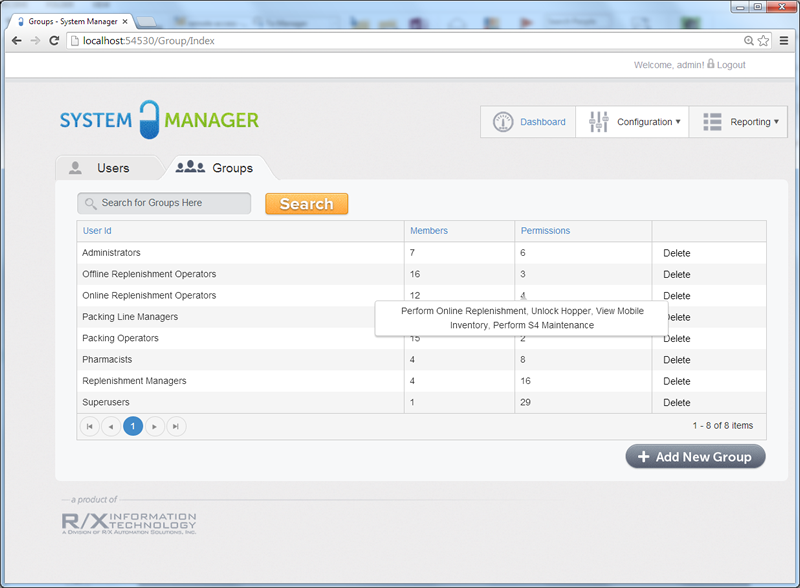 Groups - System Manager
localhost:54530/Group/Index
Welcome, admin! Logout
SYSTEM MANAGER
Dashboard
Configuration
Reporting
Users
Groups
Search for Groups Here
Search
User Id Members Permissions
Administrators 7 6 Delete
Offline Replenishment Operators 16 3 Delete
Online Replenishment Operators 12 4 Delete
Perform Online Replenishment, Unlock Hopper, View Mobile
Inventory, Perform S4 Maintenance
Packing Line Managers Delete
Packing Operators 15 2 Delete
Pharmacists 4 8 Delete
Replenishment Managers 4 16 Delete
Superusers 1 29 Delete
1
1 - 8 of 8 items
+ Add New Group
a product of
R/X INFORMATION
TECHNOLOGY
A DIVISION OF R/X AUTOMATION SOLUTIONS, INC.